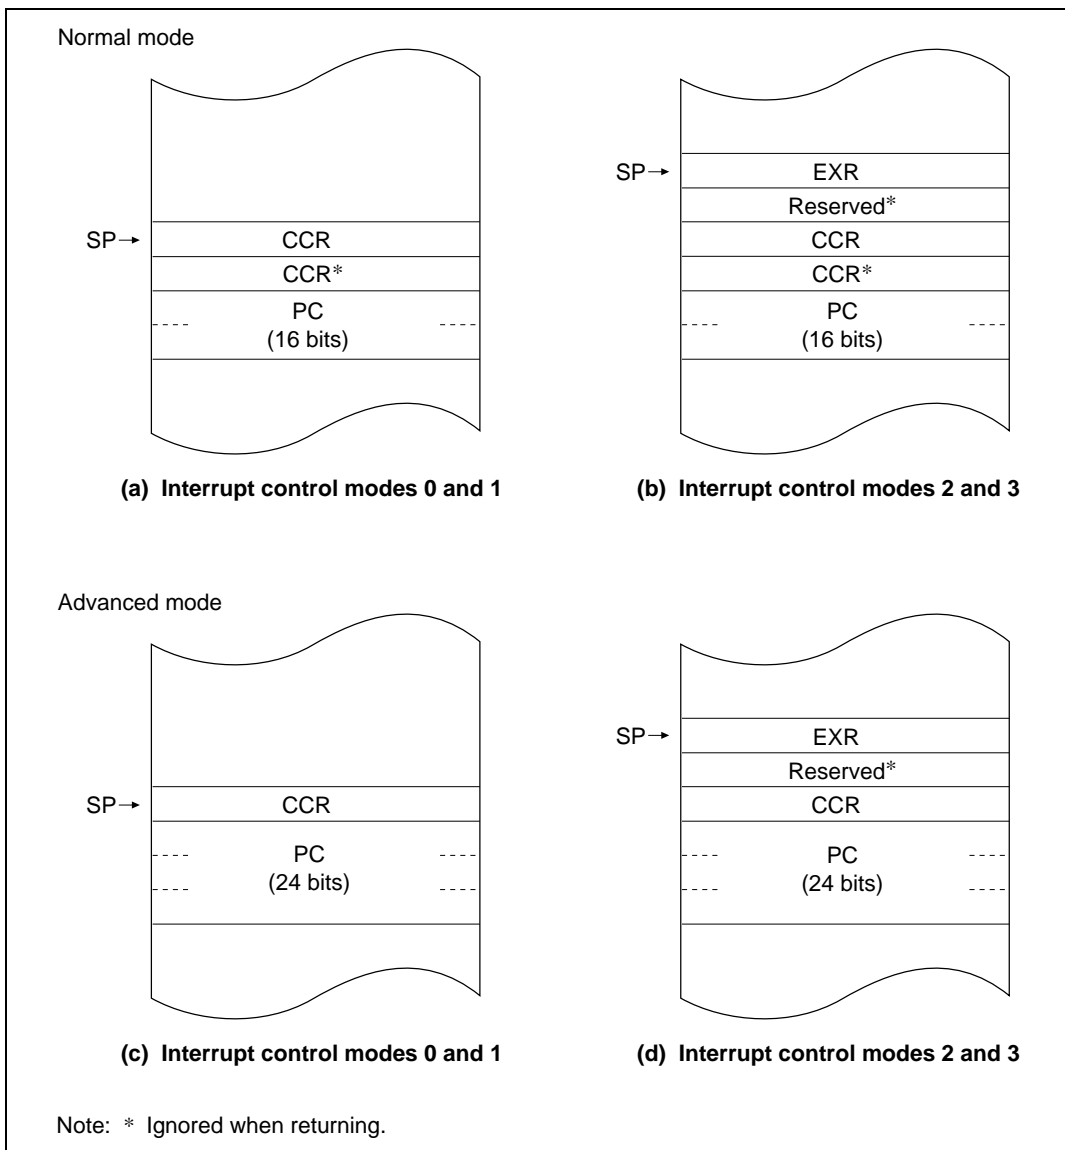 Normal mode
SP→
CCR
CCR*
PC
(16 bits)
(a) Interrupt control modes 0 and 1
SP→
EXR
Reserved*
CCR
CCR*
PC
(16 bits)
(b) Interrupt control modes 2 and 3
Advanced mode
SP→
CCR
PC
(24 bits)
(c) Interrupt control modes 0 and 1
SP→
EXR
Reserved*
CCR
PC
(24 bits)
(d) Interrupt control modes 2 and 3
Note: * Ignored when returning.